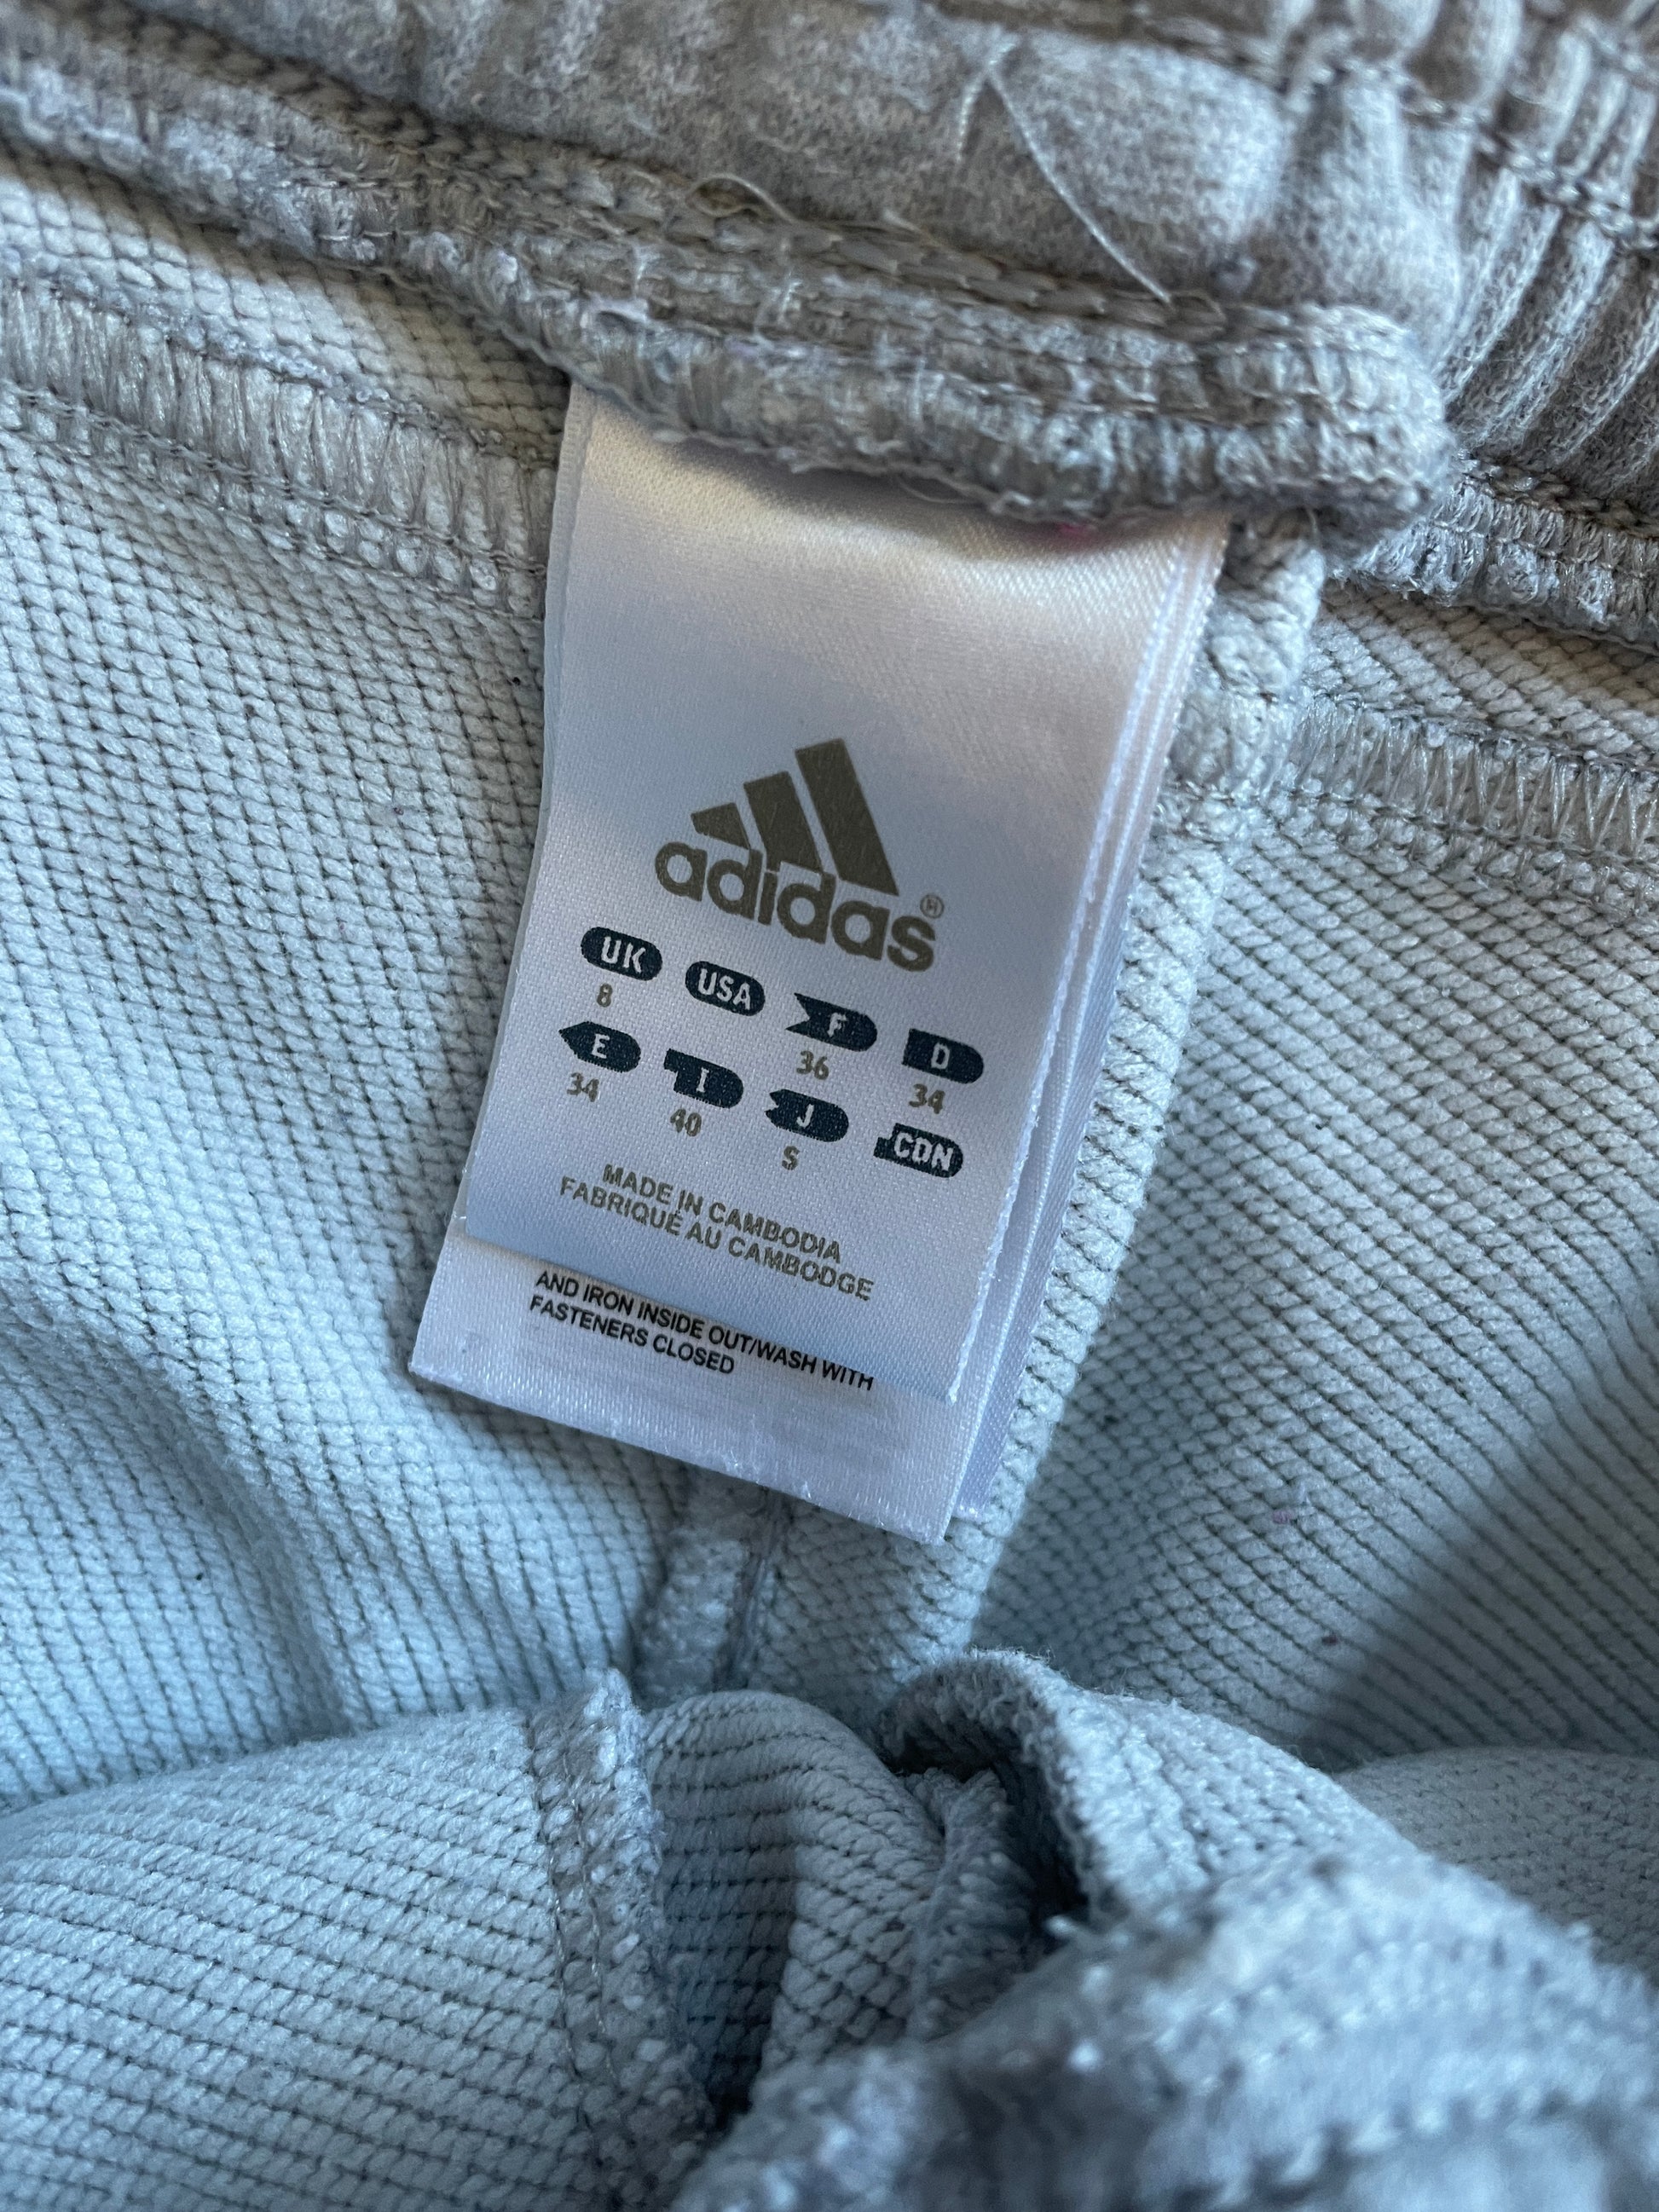 adidas®
UK USA F D
8 36 34
E I J CDN
34 40 S
MADE IN CAMBODIA
FABRIQUÉ AU CAMBODGE
AND IRON INSIDE OUT/WASH WITH
FASTENERS CLOSED